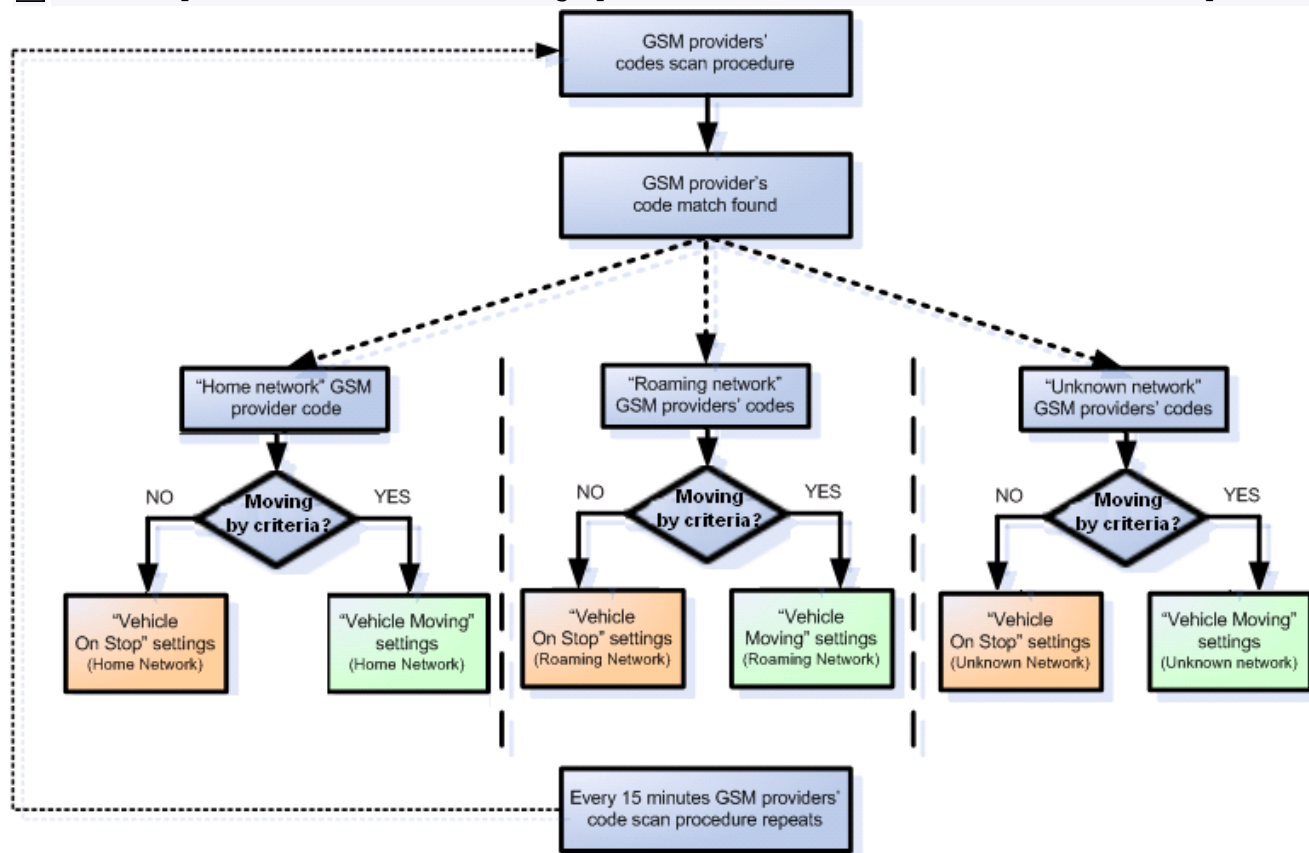 GSM providers'
codes scan procedure
GSM provider's
code match found
"Home network" GSM
provider code
"Roaming network"
GSM providers' codes
"Unknown network"
GSM providers' codes
NO
Moving
by criteria?
YES
NO
Moving
by criteria?
YES
NO
Moving
by criteria?
YES
"Vehicle
On Stop" settings
(Home Network)
"Vehicle Moving"
settings
(Home Network)
"Vehicle
On Stop" settings
(Roaming Network)
"Vehicle
Moving" settings
(Roaming Network)
"Vehicle
On Stop" settings
(Unknown Network)
"Vehicle Moving"
settings
(Unknown network)
Every 15 minutes GSM providers'
code scan procedure repeats